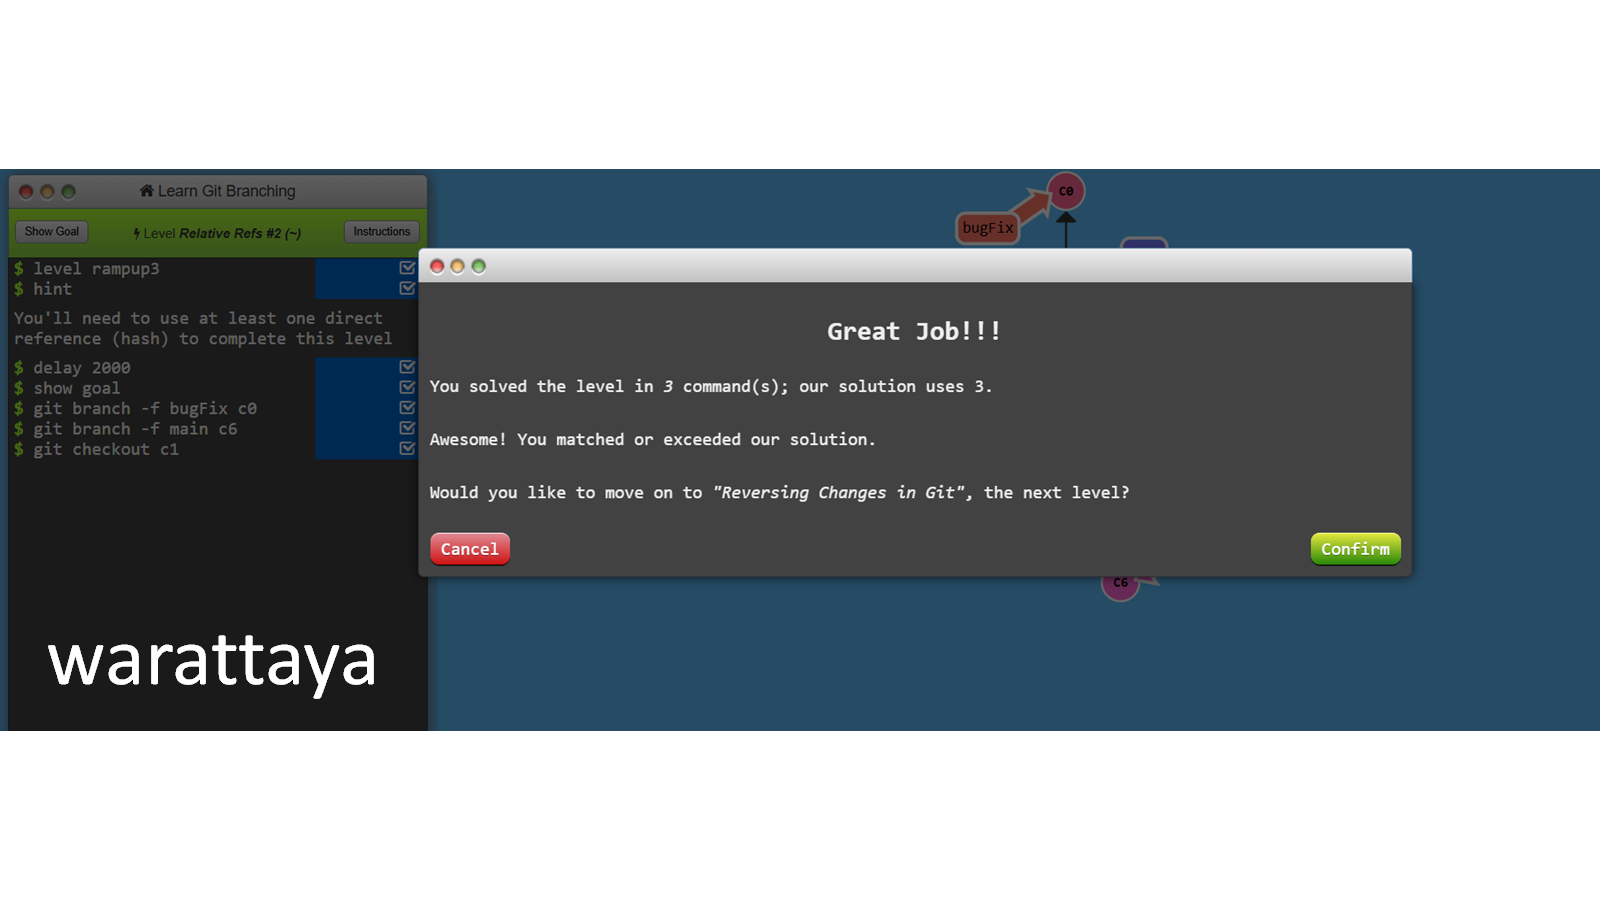 Learn Git Branching
Show Goal
Level Relative Refs #2 (~)
Instructions
$ level rampup3
$ hint
You'll need to use at least one direct
reference (hash) to complete this level
$ delay 2000
$ show goal
$ git branch -f bugFix c0
$ git branch -f main c6
$ git checkout c1
warattaya
C0
bugFix
Great Job!!!
You solved the level in 3 command(s); our solution uses 3.
Awesome! You matched or exceeded our solution.
Would you like to move on to "Reversing Changes in Git", the next level?
Cancel
Confirm
C6